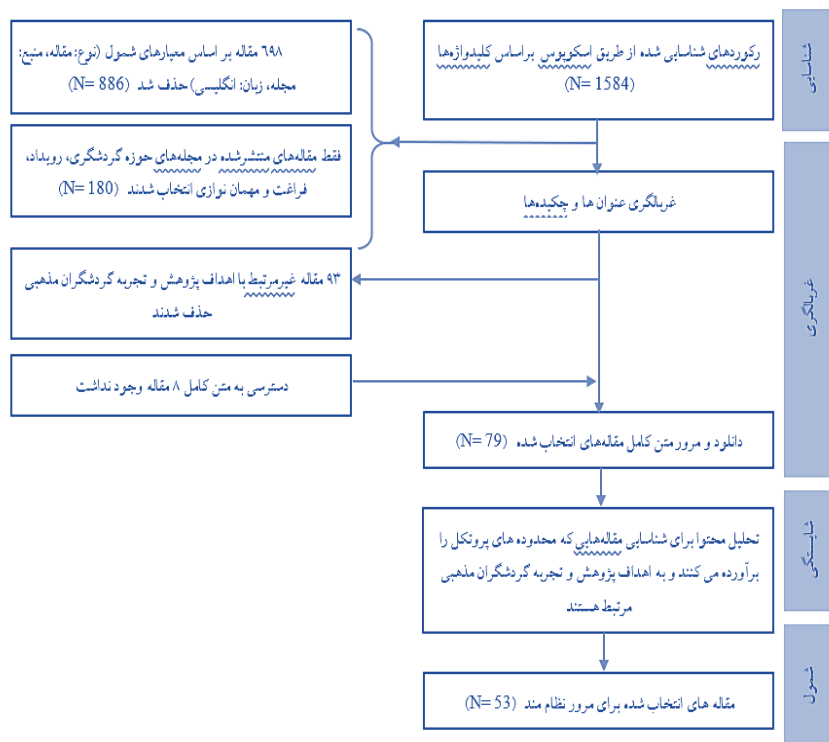 شناسایی
رکوردهای شناسایی شده از طریق اسکوپوس براساس کلیدواژه‌ها
(N= 1584)
۶۹۸ مقاله بر اساس معیارهای شمول (نوع: مقاله، منبع:
مجله، زبان: انگلیسی) حذف شد (N= 886)
فقط مقاله‌های منتشرشده در مجله‌های حوزه گردشگری، رویداد،
فراغت و مهمان نوازی انتخاب شدند (N= 180)
غربالگری
غربالگری عنوان ها و چکیده‌ها
۹۳ مقاله غیرمرتبط با اهداف پژوهش و تجربه گردشگران مذهبی
حذف شدند
دسترسی به متن کامل ۸ مقاله وجود نداشت
دانلود و مرور متن کامل مقاله‌های انتخاب شده (N= 79)
شایستگی
تحلیل محتوا برای شناسایی مقاله‌هایی که محدوده های پروتکل را
برآورده می کنند و به اهداف پژوهش و تجربه گردشگران مذهبی
مرتبط هستند
شمول
مقاله های انتخاب شده برای مرور نظام مند (N= 53)